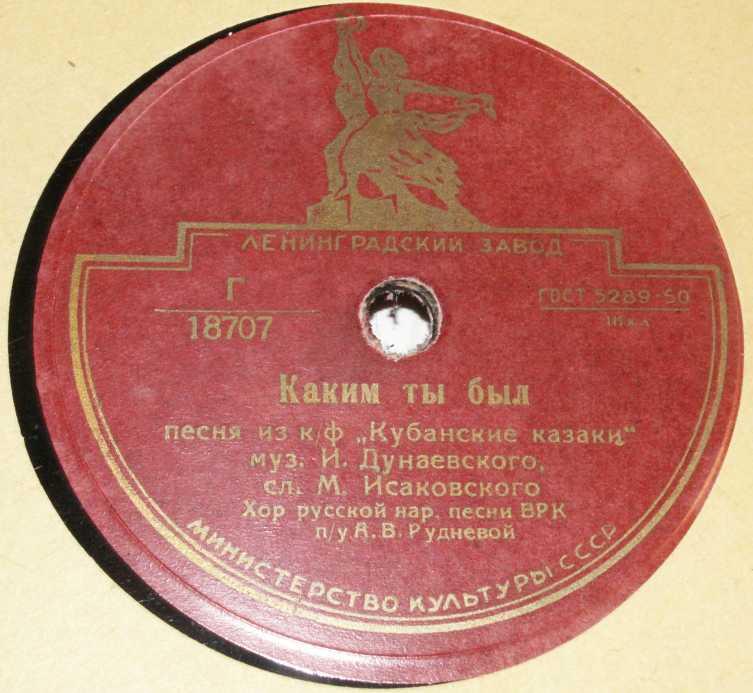 ЛЕНИНГРАДСКИЙ ЗАВОД
Г
18707
ГОСТ 5289-50
Каким ты был
песня из к/ф „Кубанские казаки“
муз. И. Дунаевского,
сл. М. Исаковского
Хор русской нар. песни ВРК
п/у А. В. Рудневой
МИНИСТЕРСТВО КУЛЬТУРЫ СССР